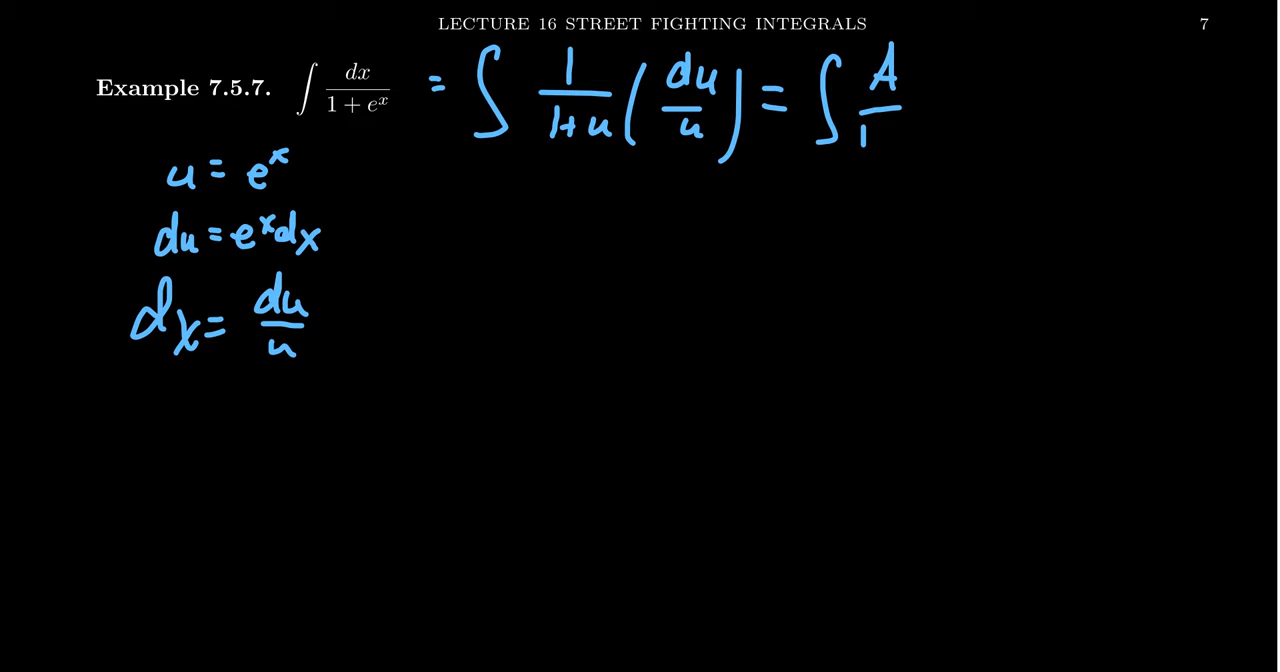 LECTURE 16 STREET FIGHTING INTEGRALS 7
Example 7.5.7. ∫ dx/(1 + e^x) = ∫ 1/(1+u) (du/u) = ∫ A/1
u = e^x
du = e^x dx
dx = du/u